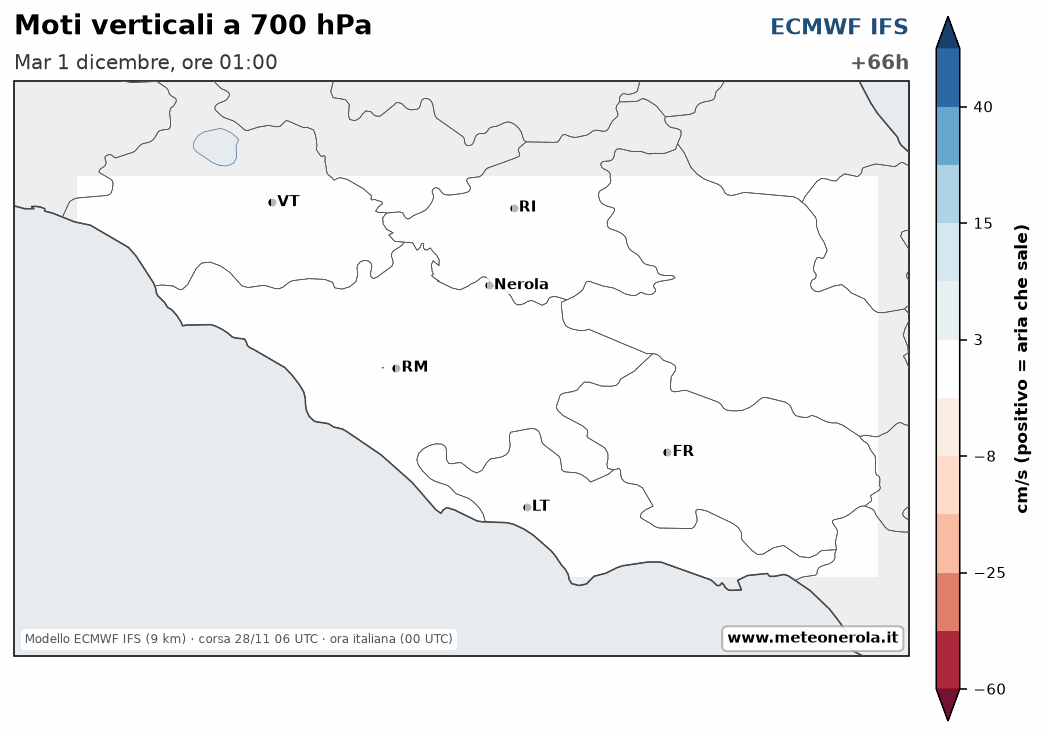 Moti verticali a 700 hPa
ECMWF IFS
Mar 1 dicembre, ore 01:00
+66h
40
15
3
−8
−25
−60
cm/s (positivo = aria che sale)
VT
RI
Nerola
RM
FR
LT
Modello ECMWF IFS (9 km) · corsa 28/11 06 UTC · ora italiana (00 UTC)
www.meteonerola.it